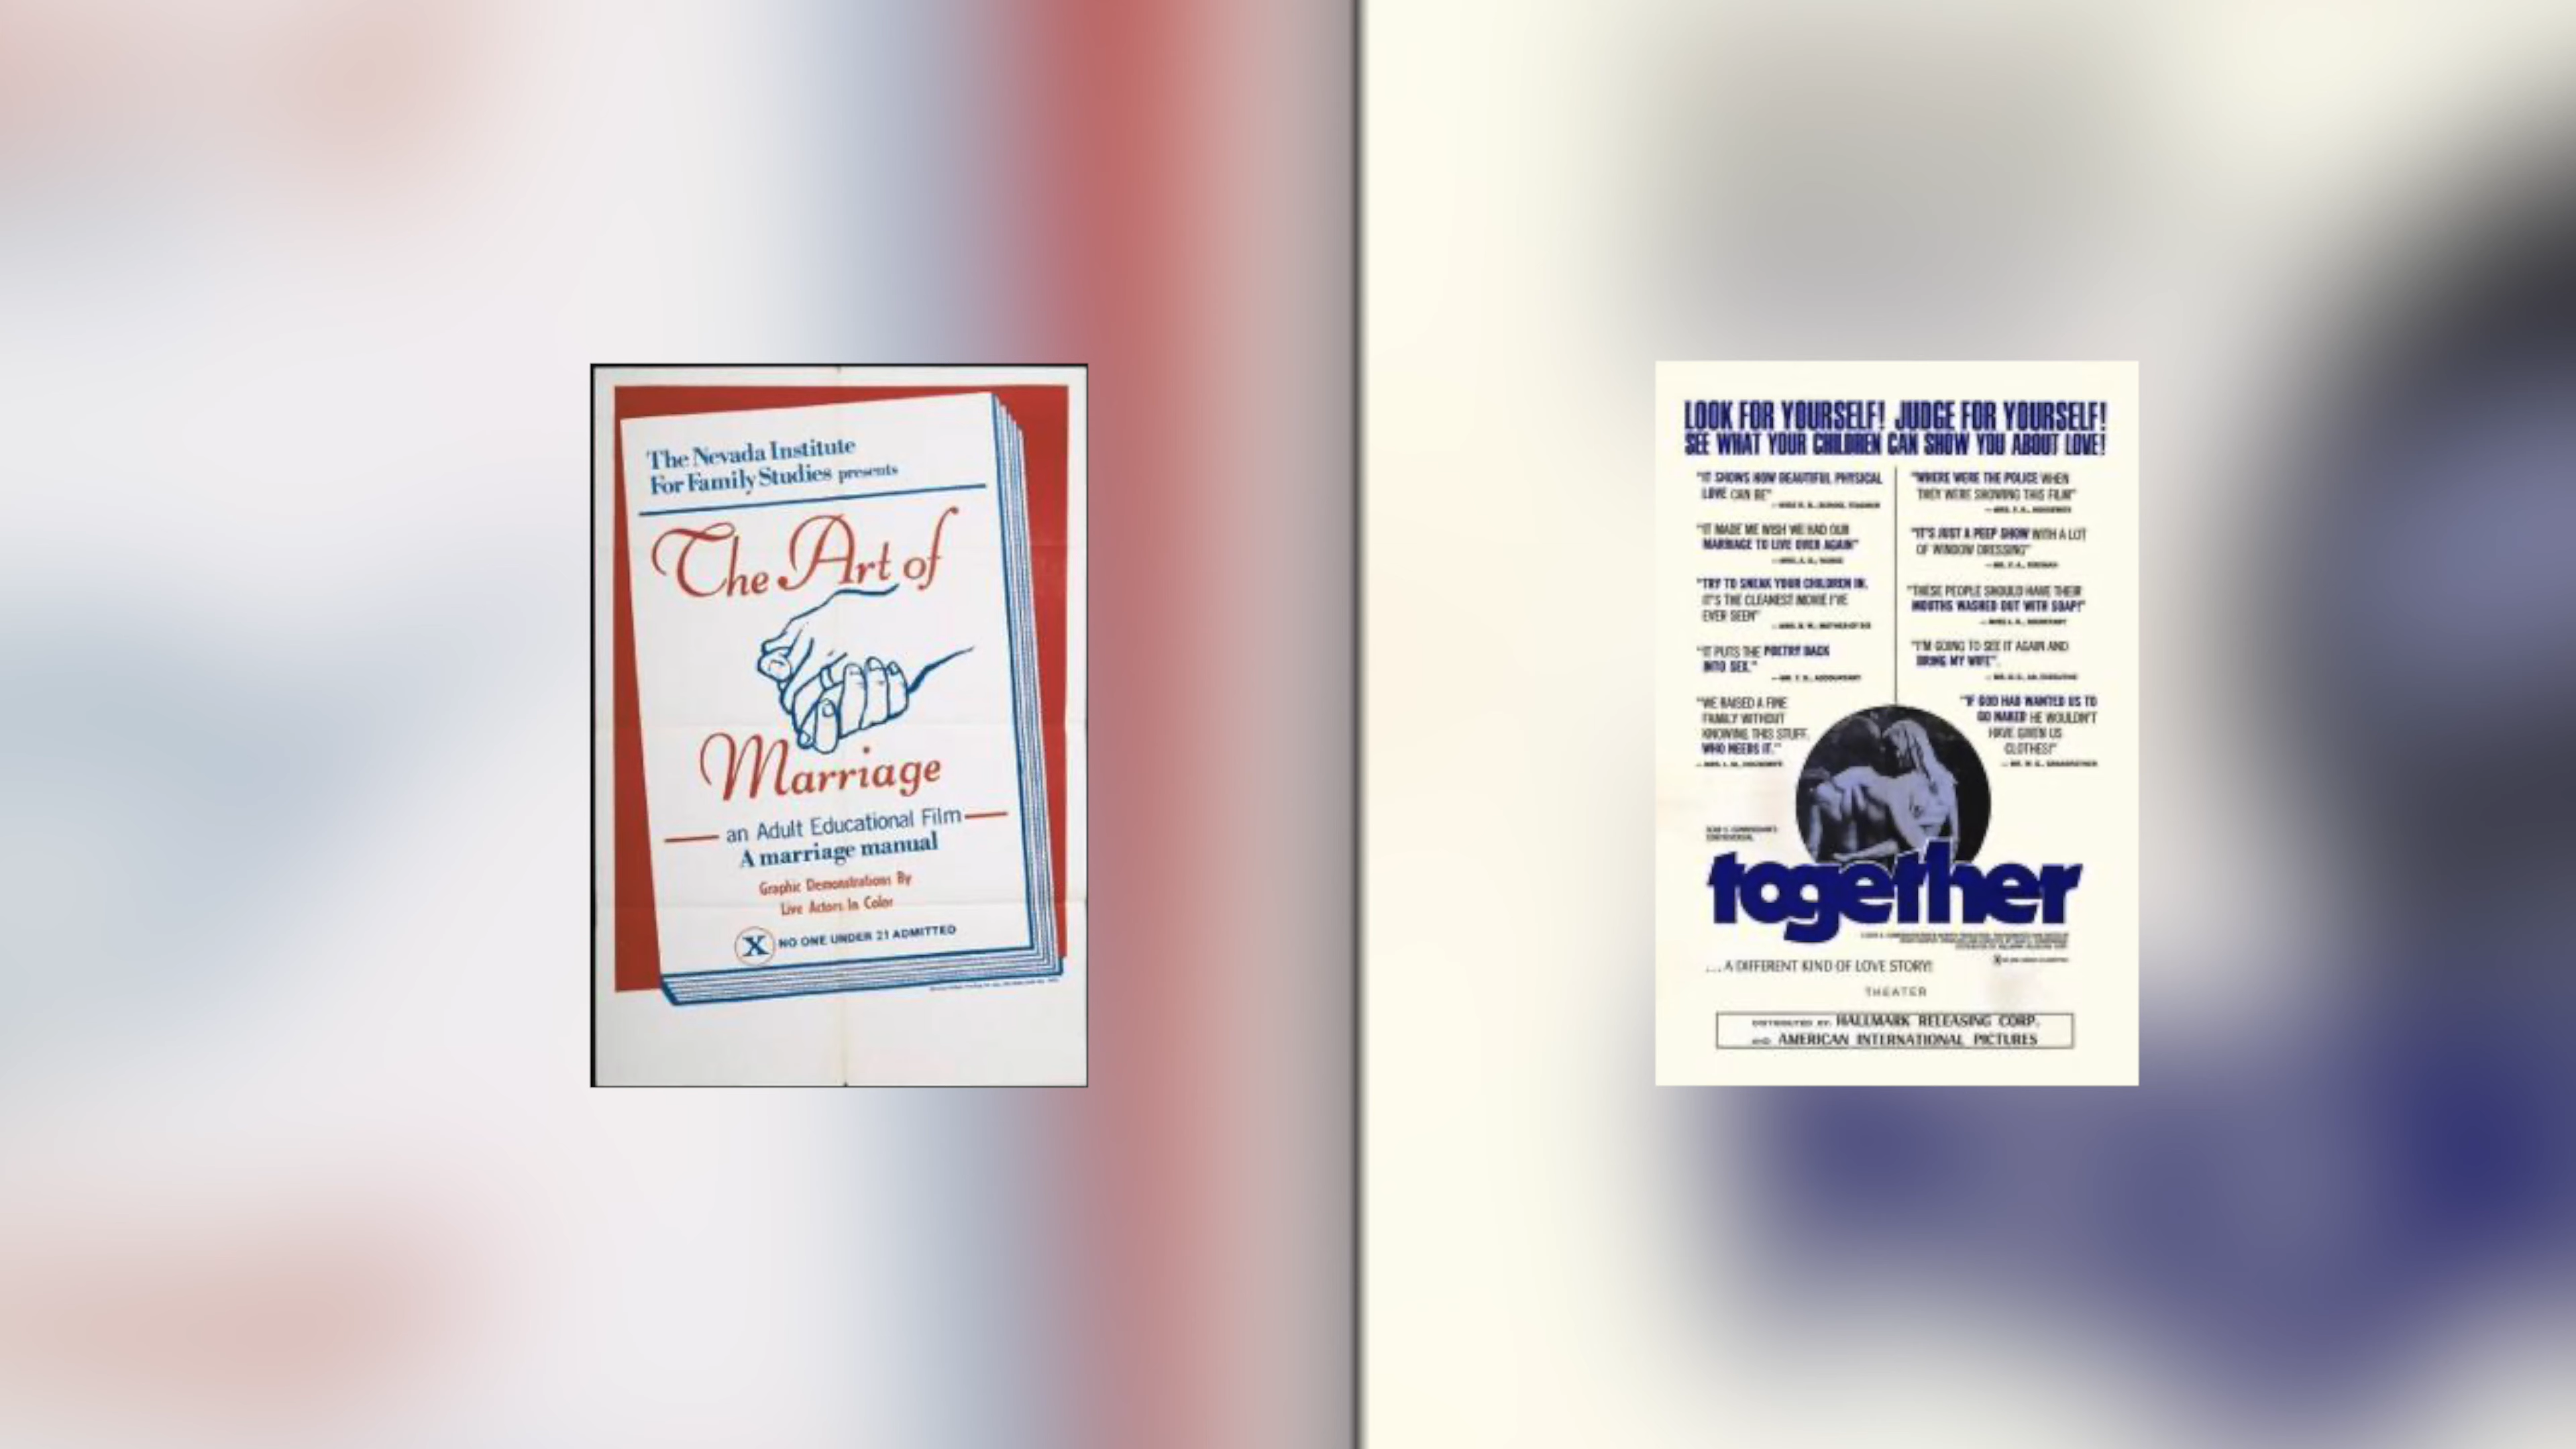 The Nevada Institute
For Family Studies presents
The Art of
Marriage
an Adult Educational Film
A marriage manual
Graphic Demonstrations By
Live Actors In Color
X NO ONE UNDER 21 ADMITTED
LOOK FOR YOURSELF! JUDGE FOR YOURSELF!
SEE WHAT YOUR CHILDREN CAN SHOW YOU ABOUT LOVE!
"IT SHOWS HOW BEAUTIFUL PHYSICAL
LOVE CAN BE"
"IT MADE ME WISH WE HAD OUR
MARRIAGE TO LIVE OVER AGAIN"
"TRY TO SNEAK YOUR CHILDREN IN.
IT'S THE CLEANEST MOVIE I'VE
EVER SEEN"
"IT PUTS THE POETRY BACK
INTO SEX."
"WE RAISED A FINE
FAMILY WITHOUT
KNOWING THIS STUFF.
WHO NEEDS IT."
"WHERE WERE THE POLICE WHEN
THEY WERE SHOWING THIS FILM"
"IT'S JUST A PEEP SHOW WITH A LOT
OF WINDOW DRESSING"
"THESE PEOPLE SHOULD HAVE THEIR
MOUTHS WASHED OUT WITH SOAP!"
"I'M GOING TO SEE IT AGAIN AND
BRING MY WIFE".
"IF GOD HAD WANTED US TO
GO NAKED HE WOULDN'T
HAVE GIVEN US
CLOTHES!"
together
...A DIFFERENT KIND OF LOVE STORY!
THEATER
DISTRIBUTED BY: HALLMARK RELEASING CORP.
AND AMERICAN INTERNATIONAL PICTURES